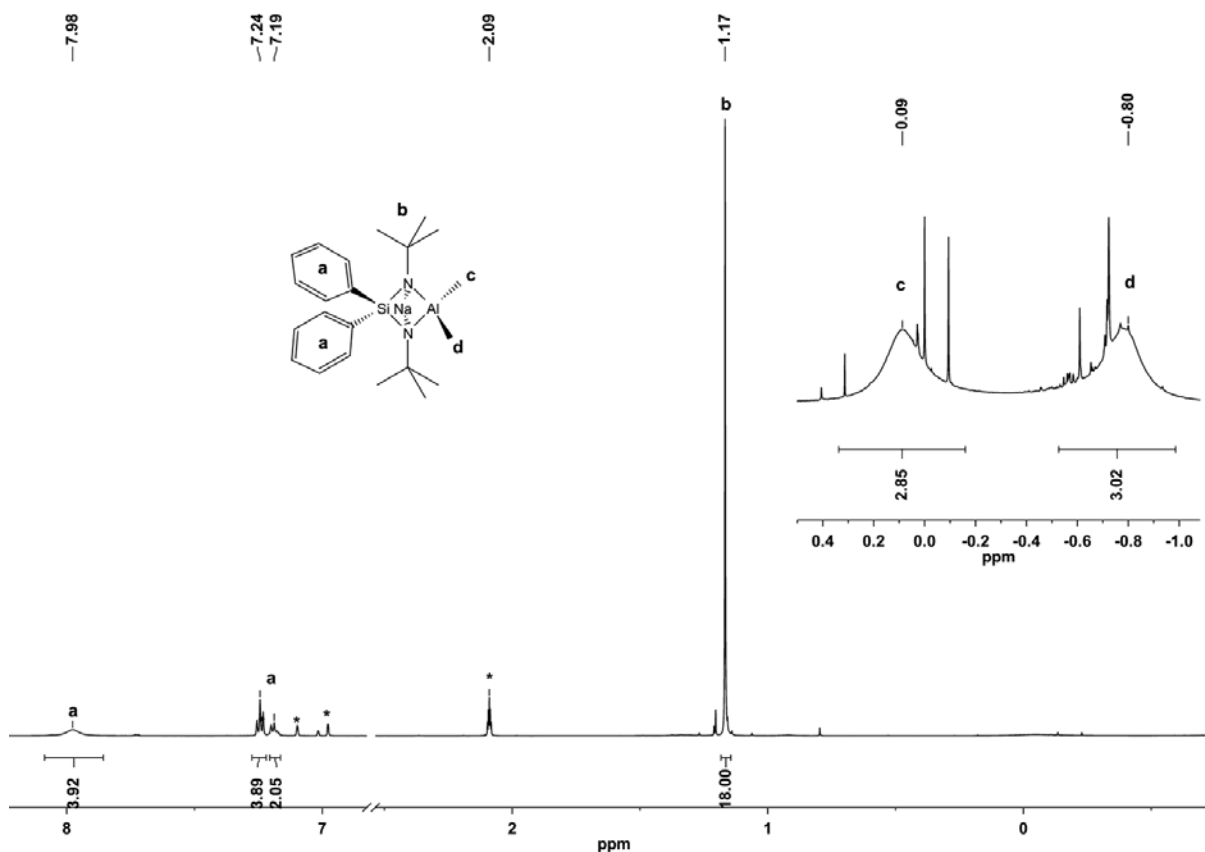 7.98
7.24
7.19
2.09
1.17
b
0.09
-0.80
c
d
0.4 0.2 0.0 -0.2 -0.4 -0.6 -0.8 -1.0
ppm
2.85
3.02
b
a
a
Si Na Al
N
N
c
d
a
a
*
*
*
3.92
3.89
2.05
18.00
8 7 2 1 0
ppm